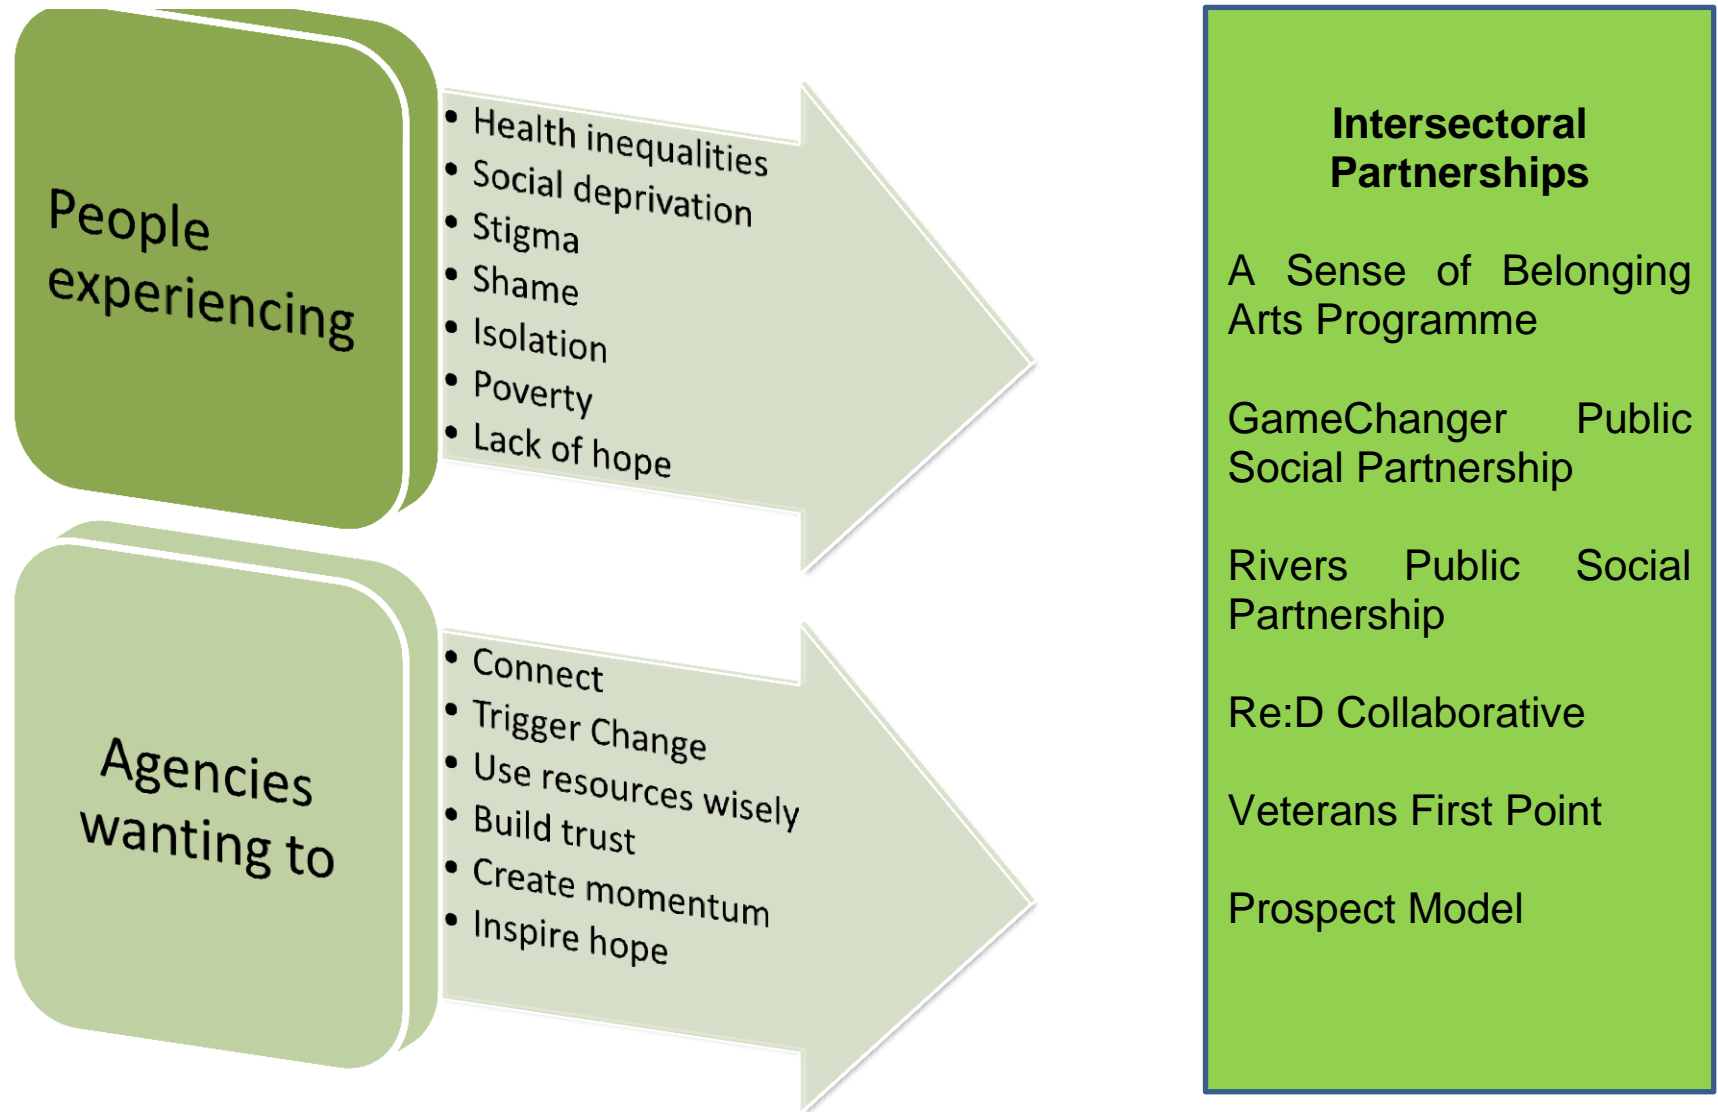 People
experiencing
• Health inequalities
• Social deprivation
• Stigma
• Shame
• Isolation
• Poverty
• Lack of hope
Agencies
wanting to
• Connect
• Trigger Change
• Use resources wisely
• Build trust
• Create momentum
• Inspire hope
Intersectoral
Partnerships
A Sense of Belonging
Arts Programme
GameChanger Public
Social Partnership
Rivers Public Social
Partnership
Re:D Collaborative
Veterans First Point
Prospect Model